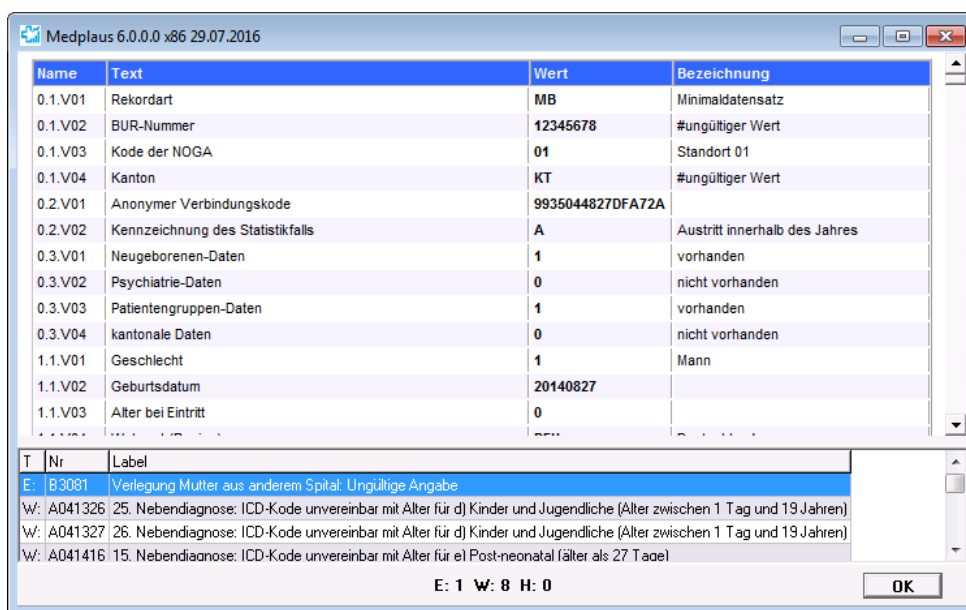 Medplaus 6.0.0.0 x86 29.07.2016
Name Text Wert Bezeichnung
0.1.V01 Rekordart MB Minimaldatensatz
0.1.V02 BUR-Nummer 12345678 #ungültiger Wert
0.1.V03 Kode der NOGA 01 Standort 01
0.1.V04 Kanton KT #ungültiger Wert
0.2.V01 Anonymer Verbindungskode 9935044827DFA72A
0.2.V02 Kennzeichnung des Statistikfalls A Austritt innerhalb des Jahres
0.3.V01 Neugeborenen-Daten 1 vorhanden
0.3.V02 Psychiatrie-Daten 0 nicht vorhanden
0.3.V03 Patientengruppen-Daten 1 vorhanden
0.3.V04 kantonale Daten 0 nicht vorhanden
1.1.V01 Geschlecht 1 Mann
1.1.V02 Geburtsdatum 20140827
1.1.V03 Alter bei Eintritt 0
T Nr Label
E: B3081 Verlegung Mutter aus anderem Spital: Ungültige Angabe
W: A041326 25. Nebendiagnose: ICD-Kode unvereinbar mit Alter für d) Kinder und Jugendliche (Alter zwischen 1 Tag und 19 Jahren)
W: A041327 26. Nebendiagnose: ICD-Kode unvereinbar mit Alter für d) Kinder und Jugendliche (Alter zwischen 1 Tag und 19 Jahren)
W: A041416 15. Nebendiagnose: ICD-Kode unvereinbar mit Alter für e) Post-neonatal (älter als 27 Tage)
E: 1 W: 8 H: 0
OK